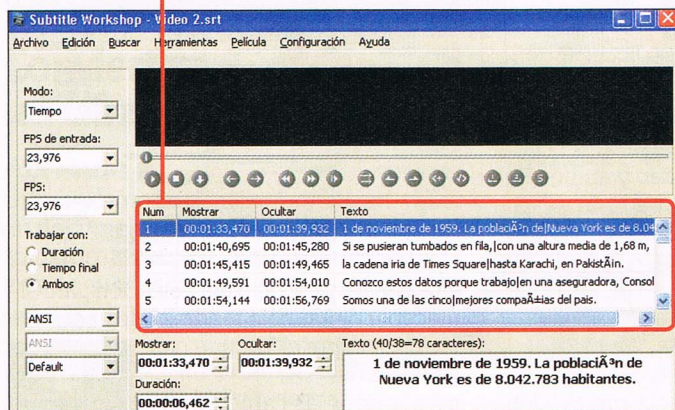 Subtitle Workshop - Video 2.srt
Archivo Edición Buscar Herramientas Película Configuración Ayuda
Modo:
Tiempo
FPS de entrada:
23,976
FPS:
23,976
Trabajar con:
Duración
Tiempo final
Ambos
ANSI
ANSI
Default
Num Mostrar Ocultar Texto
1 00:01:33,470 00:01:39,932 1 de noviembre de 1959. La poblaciÃ³n de|Nueva York es de 8.04
2 00:01:40,695 00:01:45,280 Si se pusieran tumbados en fila,|con una altura media de 1,68 m,
3 00:01:45,415 00:01:49,465 la cadena iria de Times Square|hasta Karachi, en PakistÃin.
4 00:01:49,591 00:01:54,010 Conozco estos datos porque trabajo|en una aseguradora, Consol
5 00:01:54,144 00:01:56,769 Somos una de las cinco|mejores compaÃ±ias del pais.
Mostrar: Ocultar: Texto (40/38=78 caracteres):
00:01:33,470 00:01:39,932
Duración:
00:00:06,462
1 de noviembre de 1959. La poblaciÃ³n de
Nueva York es de 8.042.783 habitantes.